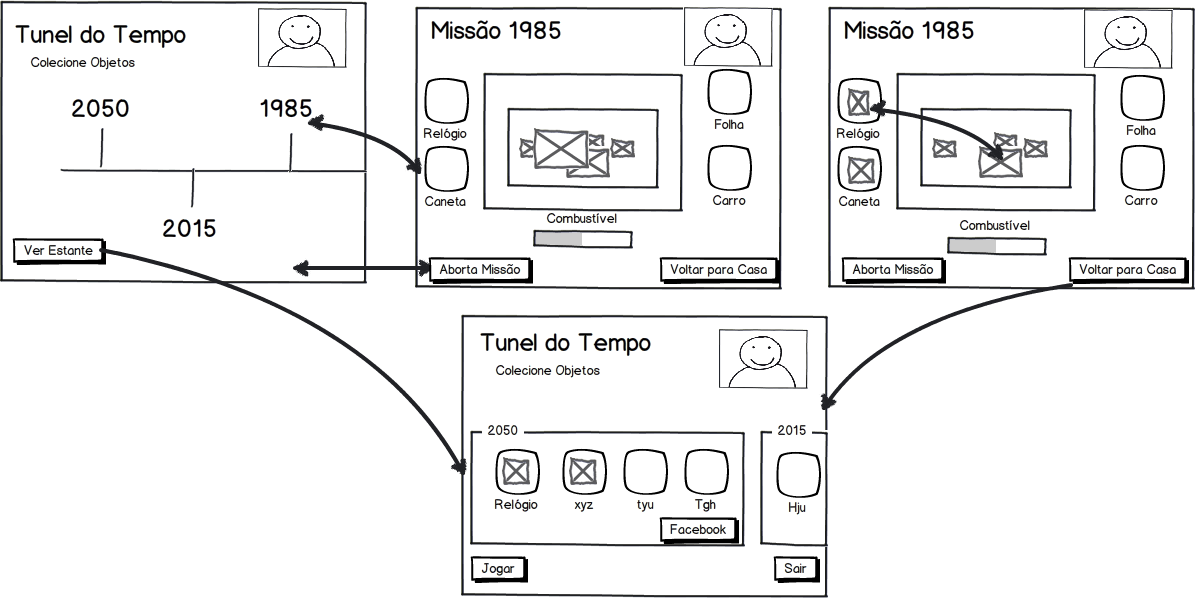 Tunel do Tempo
Colecione Objetos
2050
1985
2015
Ver Estante
Missão 1985
Relógio
Folha
Caneta
Carro
Combustível
Aborta Missão
Voltar para Casa
Missão 1985
Relógio
Folha
Caneta
Carro
Combustível
Aborta Missão
Voltar para Casa
Tunel do Tempo
Colecione Objetos
2050
2015
Relógio
xyz
tyu
Tgh
Hju
Facebook
Jogar
Sair